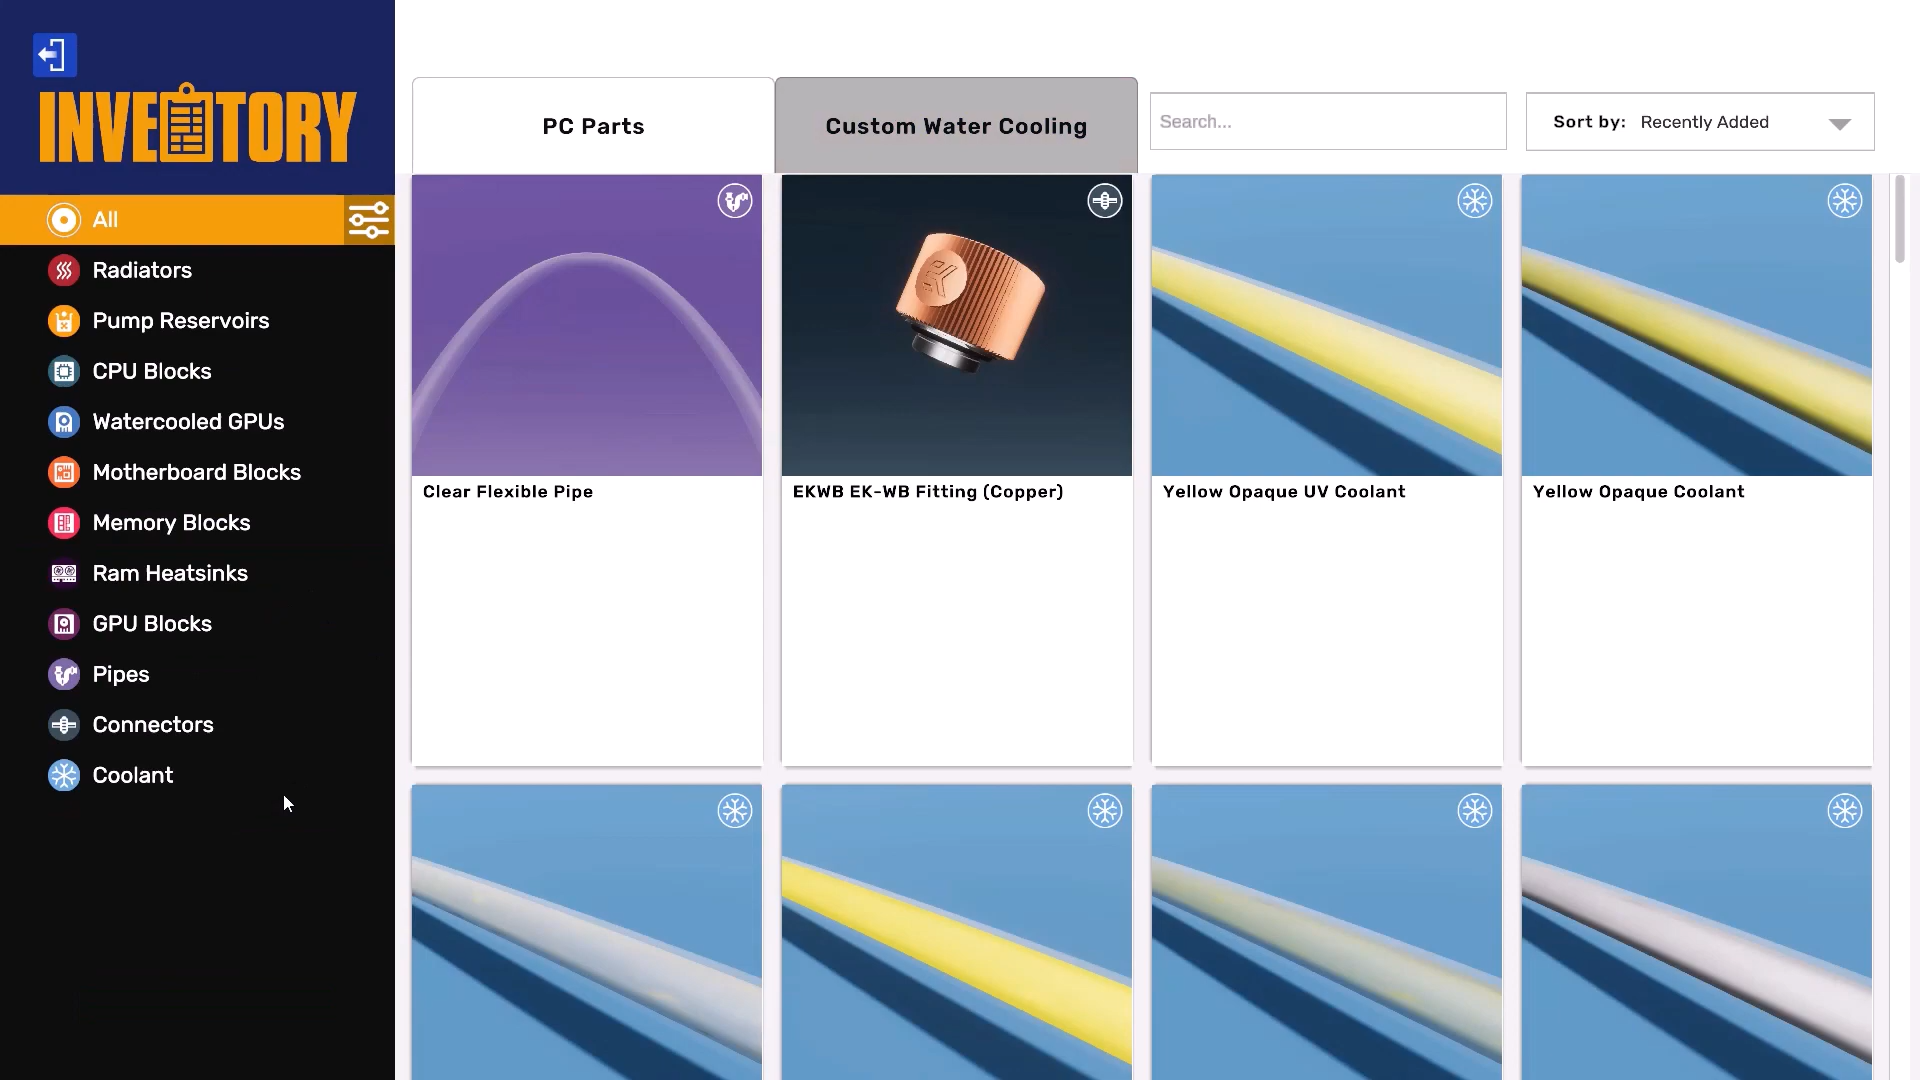 INVENTORY
All
Radiators
Pump Reservoirs
CPU Blocks
Watercooled GPUs
Motherboard Blocks
Memory Blocks
Ram Heatsinks
GPU Blocks
Pipes
Connectors
Coolant
PC Parts
Custom Water Cooling
Search...
Sort by: Recently Added
EK
Clear Flexible Pipe
EKWB EK-WB Fitting (Copper)
Yellow Opaque UV Coolant
Yellow Opaque Coolant